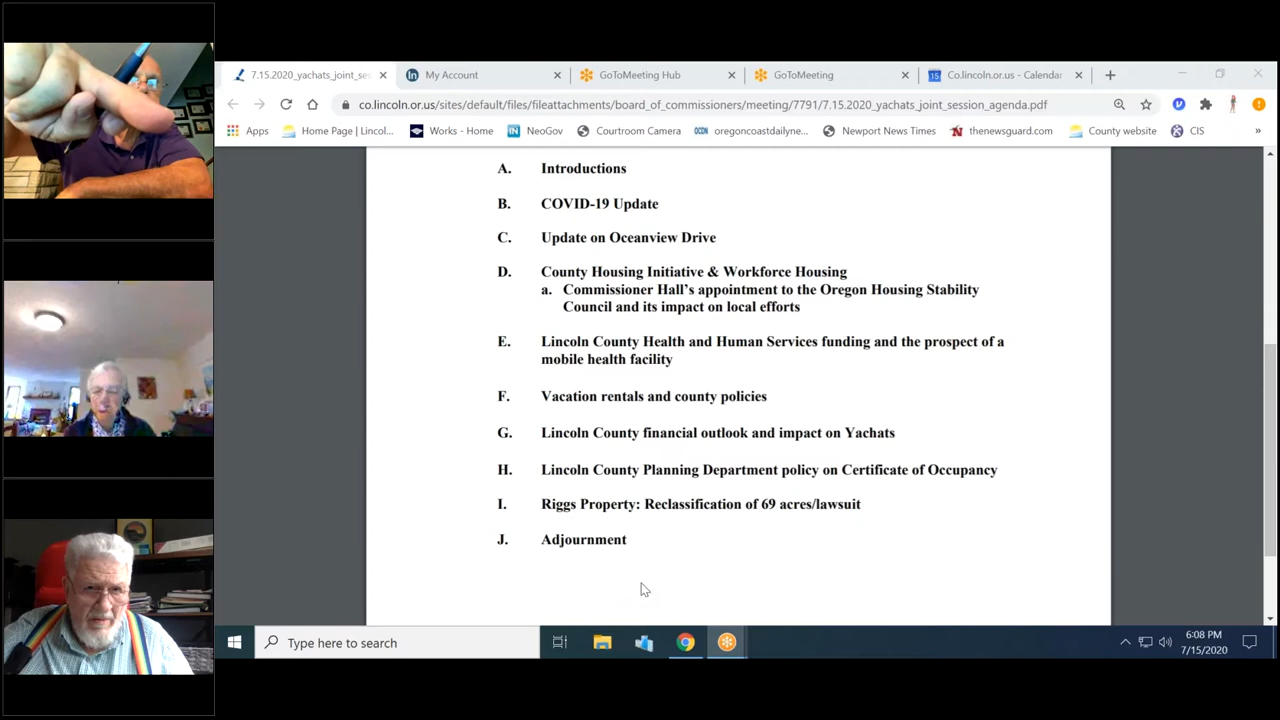 7.15.2020_yachats_joint_ses
My Account
GoToMeeting Hub
GoToMeeting
Co.lincoln.or.us - Calenda
co.lincoln.or.us/sites/default/files/fileattachments/board_of_commissioners/meeting/7791/7.15.2020_yachats_joint_session_agenda.pdf
Apps
Home Page | Lincol...
Works - Home
NeoGov
Courtroom Camera
oregoncoastdailyne...
Newport News Times
thenewsguard.com
County website
CIS
»
A. Introductions
B. COVID-19 Update
C. Update on Oceanview Drive
D. County Housing Initiative & Workforce Housing
a. Commissioner Hall's appointment to the Oregon Housing Stability
Council and its impact on local efforts
E. Lincoln County Health and Human Services funding and the prospect of a
mobile health facility
F. Vacation rentals and county policies
G. Lincoln County financial outlook and impact on Yachats
H. Lincoln County Planning Department policy on Certificate of Occupancy
I. Riggs Property: Reclassification of 69 acres/lawsuit
J. Adjournment
Type here to search
6:08 PM
7/15/2020